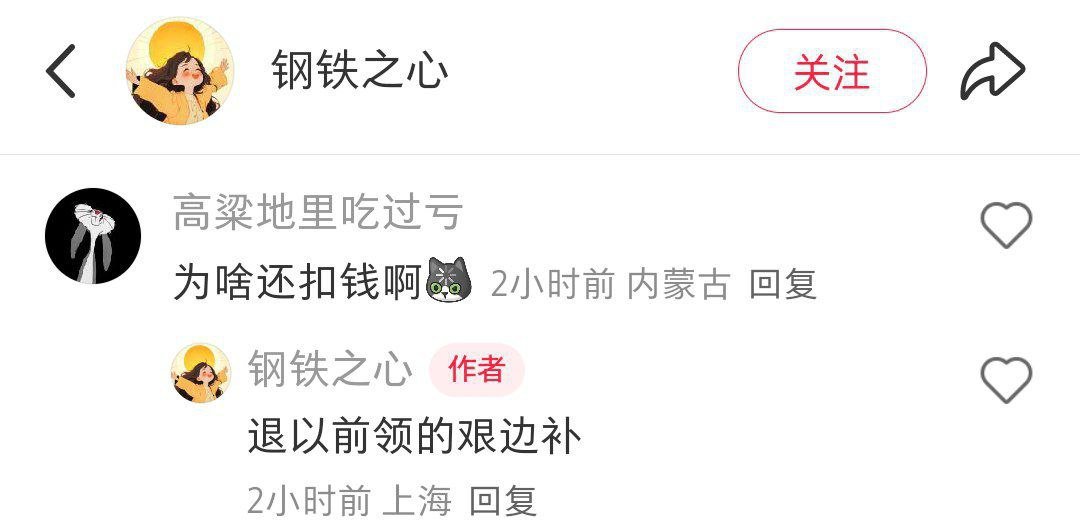 钢铁之心
关注
高粱地里吃过亏
为啥还扣钱啊 2小时前 内蒙古 回复
钢铁之心 作者
退以前领的艰边补
2小时前 上海 回复